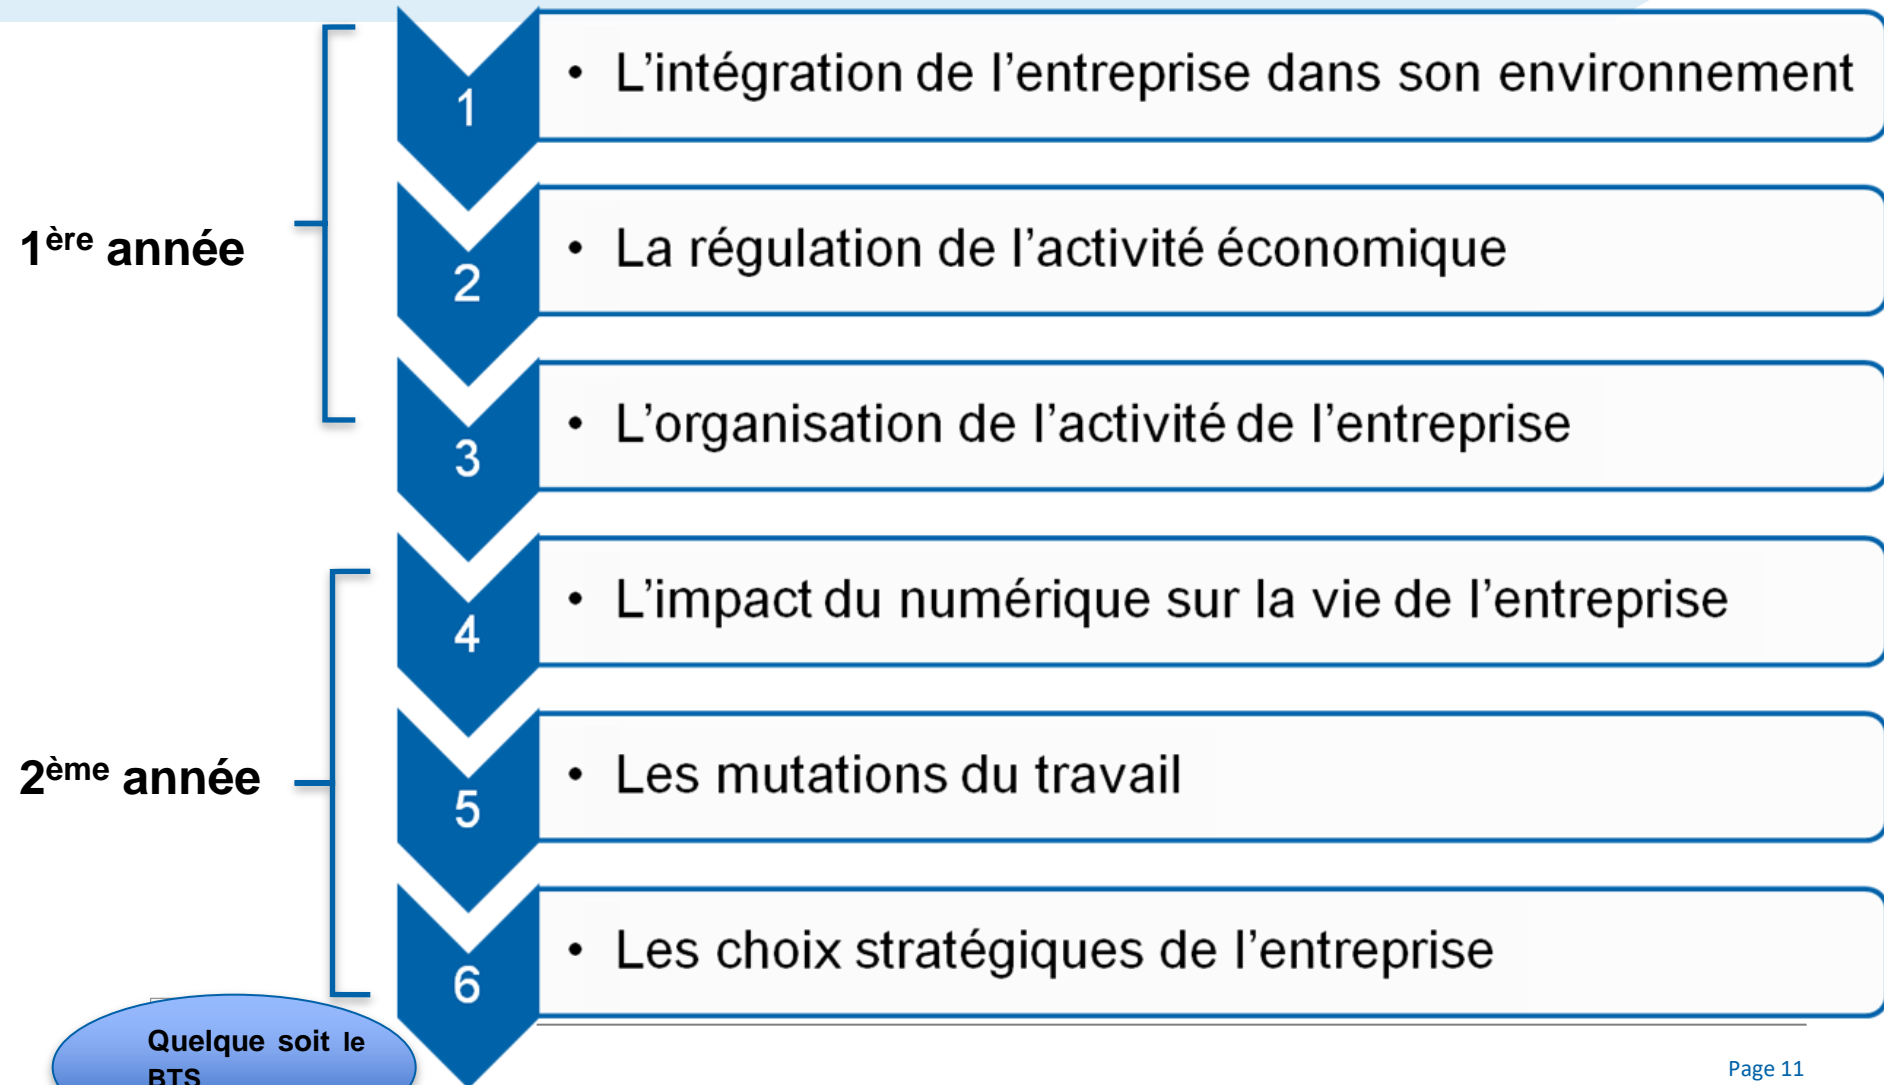 1ère année
1
• L’intégration de l’entreprise dans son environnement
2
• La régulation de l’activité économique
3
• L’organisation de l’activité de l’entreprise
2ème année
4
• L’impact du numérique sur la vie de l’entreprise
5
• Les mutations du travail
6
• Les choix stratégiques de l’entreprise
Quelque soit le
BTS
Page 11